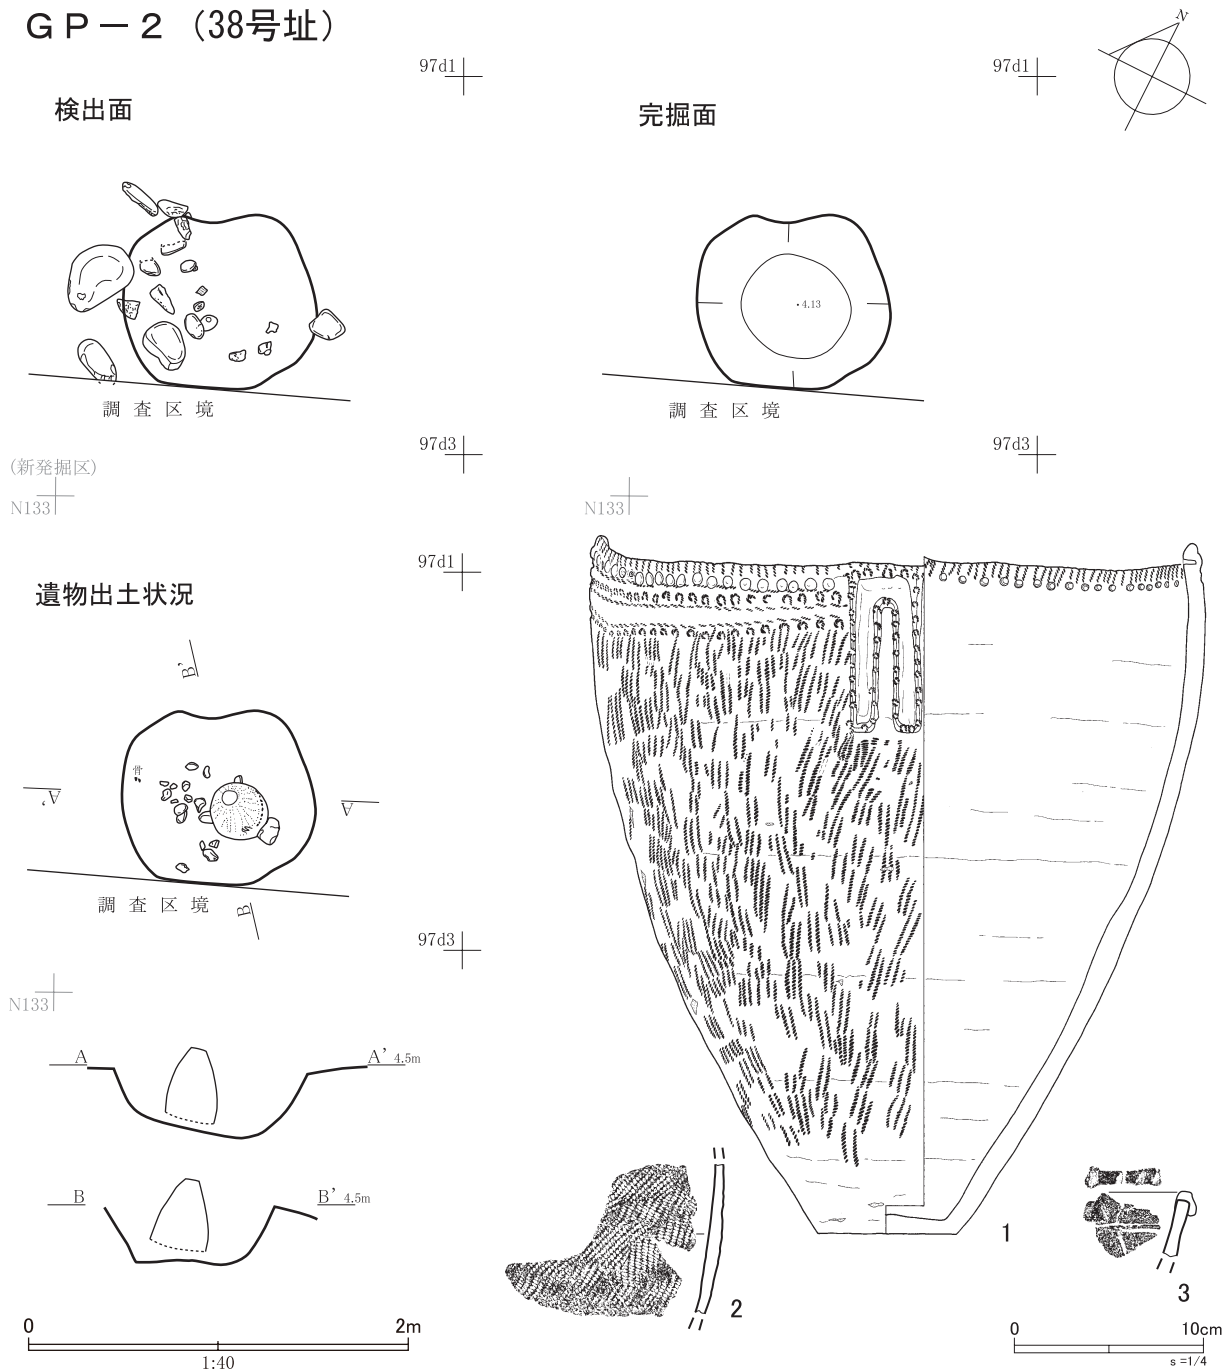 GP－2（38号址）
97d1
97d1
N
検出面
完掘面
4.13
調査区境
調査区境
97d3
97d3
(新発掘区)
N133
N133
97d1
遺物出土状況
B'
骨
A'
A
調査区境
B
97d3
N133
A
A' 4.5m
B
B' 4.5m
1
2
3
0
2m
1:40
0
10cm
s =1/4